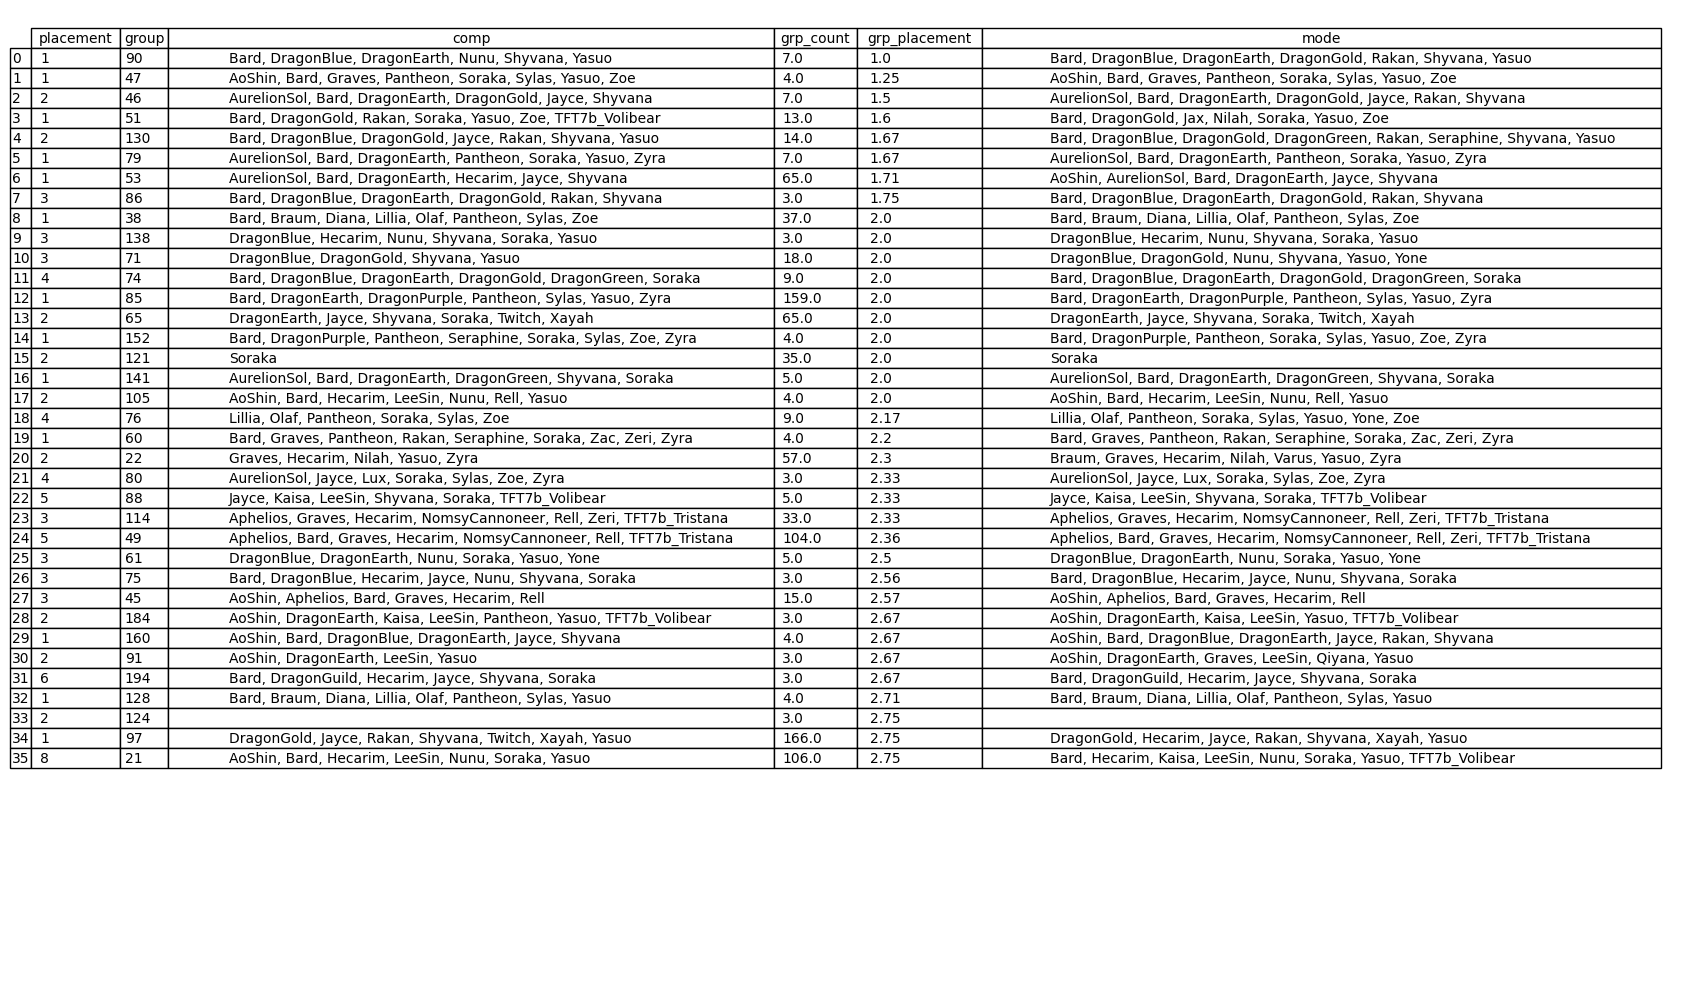 placement group comp grp_count grp_placement mode
0 1 90 Bard, DragonBlue, DragonEarth, Nunu, Shyvana, Yasuo 7.0 1.0 Bard, DragonBlue, DragonEarth, DragonGold, Rakan, Shyvana, Yasuo
1 1 47 AoShin, Bard, Graves, Pantheon, Soraka, Sylas, Yasuo, Zoe 4.0 1.25 AoShin, Bard, Graves, Pantheon, Soraka, Sylas, Yasuo, Zoe
2 2 46 AurelionSol, Bard, DragonEarth, DragonGold, Jayce, Shyvana 7.0 1.5 AurelionSol, Bard, DragonEarth, DragonGold, Jayce, Rakan, Shyvana
3 1 51 Bard, DragonGold, Rakan, Soraka, Yasuo, Zoe, TFT7b_Volibear 13.0 1.6 Bard, DragonGold, Jax, Nilah, Soraka, Yasuo, Zoe
4 2 130 Bard, DragonBlue, DragonGold, Jayce, Rakan, Shyvana, Yasuo 14.0 1.67 Bard, DragonBlue, DragonGold, DragonGreen, Rakan, Seraphine, Shyvana, Yasuo
5 1 79 AurelionSol, Bard, DragonEarth, Pantheon, Soraka, Yasuo, Zyra 7.0 1.67 AurelionSol, Bard, DragonEarth, Pantheon, Soraka, Yasuo, Zyra
6 1 53 AurelionSol, Bard, DragonEarth, Hecarim, Jayce, Shyvana 65.0 1.71 AoShin, AurelionSol, Bard, DragonEarth, Jayce, Shyvana
7 3 86 Bard, DragonBlue, DragonEarth, DragonGold, Rakan, Shyvana 3.0 1.75 Bard, DragonBlue, DragonEarth, DragonGold, Rakan, Shyvana
8 1 38 Bard, Braum, Diana, Lillia, Olaf, Pantheon, Sylas, Zoe 37.0 2.0 Bard, Braum, Diana, Lillia, Olaf, Pantheon, Sylas, Zoe
9 3 138 DragonBlue, Hecarim, Nunu, Shyvana, Soraka, Yasuo 3.0 2.0 DragonBlue, Hecarim, Nunu, Shyvana, Soraka, Yasuo
10 3 71 DragonBlue, DragonGold, Shyvana, Yasuo 18.0 2.0 DragonBlue, DragonGold, Nunu, Shyvana, Yasuo, Yone
11 4 74 Bard, DragonBlue, DragonEarth, DragonGold, DragonGreen, Soraka 9.0 2.0 Bard, DragonBlue, DragonEarth, DragonGold, DragonGreen, Soraka
12 1 85 Bard, DragonEarth, DragonPurple, Pantheon, Sylas, Yasuo, Zyra 159.0 2.0 Bard, DragonEarth, DragonPurple, Pantheon, Sylas, Yasuo, Zyra
13 2 65 DragonEarth, Jayce, Shyvana, Soraka, Twitch, Xayah 65.0 2.0 DragonEarth, Jayce, Shyvana, Soraka, Twitch, Xayah
14 1 152 Bard, DragonPurple, Pantheon, Seraphine, Soraka, Sylas, Zoe, Zyra 4.0 2.0 Bard, DragonPurple, Pantheon, Soraka, Sylas, Yasuo, Zoe, Zyra
15 2 121 Soraka 35.0 2.0 Soraka
16 1 141 AurelionSol, Bard, DragonEarth, DragonGreen, Shyvana, Soraka 5.0 2.0 AurelionSol, Bard, DragonEarth, DragonGreen, Shyvana, Soraka
17 2 105 AoShin, Bard, Hecarim, LeeSin, Nunu, Rell, Yasuo 4.0 2.0 AoShin, Bard, Hecarim, LeeSin, Nunu, Rell, Yasuo
18 4 76 Lillia, Olaf, Pantheon, Soraka, Sylas, Zoe 9.0 2.17 Lillia, Olaf, Pantheon, Soraka, Sylas, Yasuo, Yone, Zoe
19 1 60 Bard, Graves, Pantheon, Rakan, Seraphine, Soraka, Zac, Zeri, Zyra 4.0 2.2 Bard, Graves, Pantheon, Rakan, Seraphine, Soraka, Zac, Zeri, Zyra
20 2 22 Graves, Hecarim, Nilah, Yasuo, Zyra 57.0 2.3 Braum, Graves, Hecarim, Nilah, Varus, Yasuo, Zyra
21 4 80 AurelionSol, Jayce, Lux, Soraka, Sylas, Zoe, Zyra 3.0 2.33 AurelionSol, Jayce, Lux, Soraka, Sylas, Zoe, Zyra
22 5 88 Jayce, Kaisa, LeeSin, Shyvana, Soraka, TFT7b_Volibear 5.0 2.33 Jayce, Kaisa, LeeSin, Shyvana, Soraka, TFT7b_Volibear
23 3 114 Aphelios, Graves, Hecarim, NomsyCannoneer, Rell, Zeri, TFT7b_Tristana 33.0 2.33 Aphelios, Graves, Hecarim, NomsyCannoneer, Rell, Zeri, TFT7b_Tristana
24 5 49 Aphelios, Bard, Graves, Hecarim, NomsyCannoneer, Rell, TFT7b_Tristana 104.0 2.36 Aphelios, Bard, Graves, Hecarim, NomsyCannoneer, Rell, Zeri, TFT7b_Tristana
25 3 61 DragonBlue, DragonEarth, Nunu, Soraka, Yasuo, Yone 5.0 2.5 DragonBlue, DragonEarth, Nunu, Soraka, Yasuo, Yone
26 3 75 Bard, DragonBlue, Hecarim, Jayce, Nunu, Shyvana, Soraka 3.0 2.56 Bard, DragonBlue, Hecarim, Jayce, Nunu, Shyvana, Soraka
27 3 45 AoShin, Aphelios, Bard, Graves, Hecarim, Rell 15.0 2.57 AoShin, Aphelios, Bard, Graves, Hecarim, Rell
28 2 184 AoShin, DragonEarth, Kaisa, LeeSin, Pantheon, Yasuo, TFT7b_Volibear 3.0 2.67 AoShin, DragonEarth, Kaisa, LeeSin, Yasuo, TFT7b_Volibear
29 1 160 AoShin, Bard, DragonBlue, DragonEarth, Jayce, Shyvana 4.0 2.67 AoShin, Bard, DragonBlue, DragonEarth, Jayce, Rakan, Shyvana
30 2 91 AoShin, DragonEarth, LeeSin, Yasuo 3.0 2.67 AoShin, DragonEarth, Graves, LeeSin, Qiyana, Yasuo
31 6 194 Bard, DragonGuild, Hecarim, Jayce, Shyvana, Soraka 3.0 2.67 Bard, DragonGuild, Hecarim, Jayce, Shyvana, Soraka
32 1 128 Bard, Braum, Diana, Lillia, Olaf, Pantheon, Sylas, Yasuo 4.0 2.71 Bard, Braum, Diana, Lillia, Olaf, Pantheon, Sylas, Yasuo
33 2 124 3.0 2.75
34 1 97 DragonGold, Jayce, Rakan, Shyvana, Twitch, Xayah, Yasuo 166.0 2.75 DragonGold, Hecarim, Jayce, Rakan, Shyvana, Xayah, Yasuo
35 8 21 AoShin, Bard, Hecarim, LeeSin, Nunu, Soraka, Yasuo 106.0 2.75 Bard, Hecarim, Kaisa, LeeSin, Nunu, Soraka, Yasuo, TFT7b_Volibear